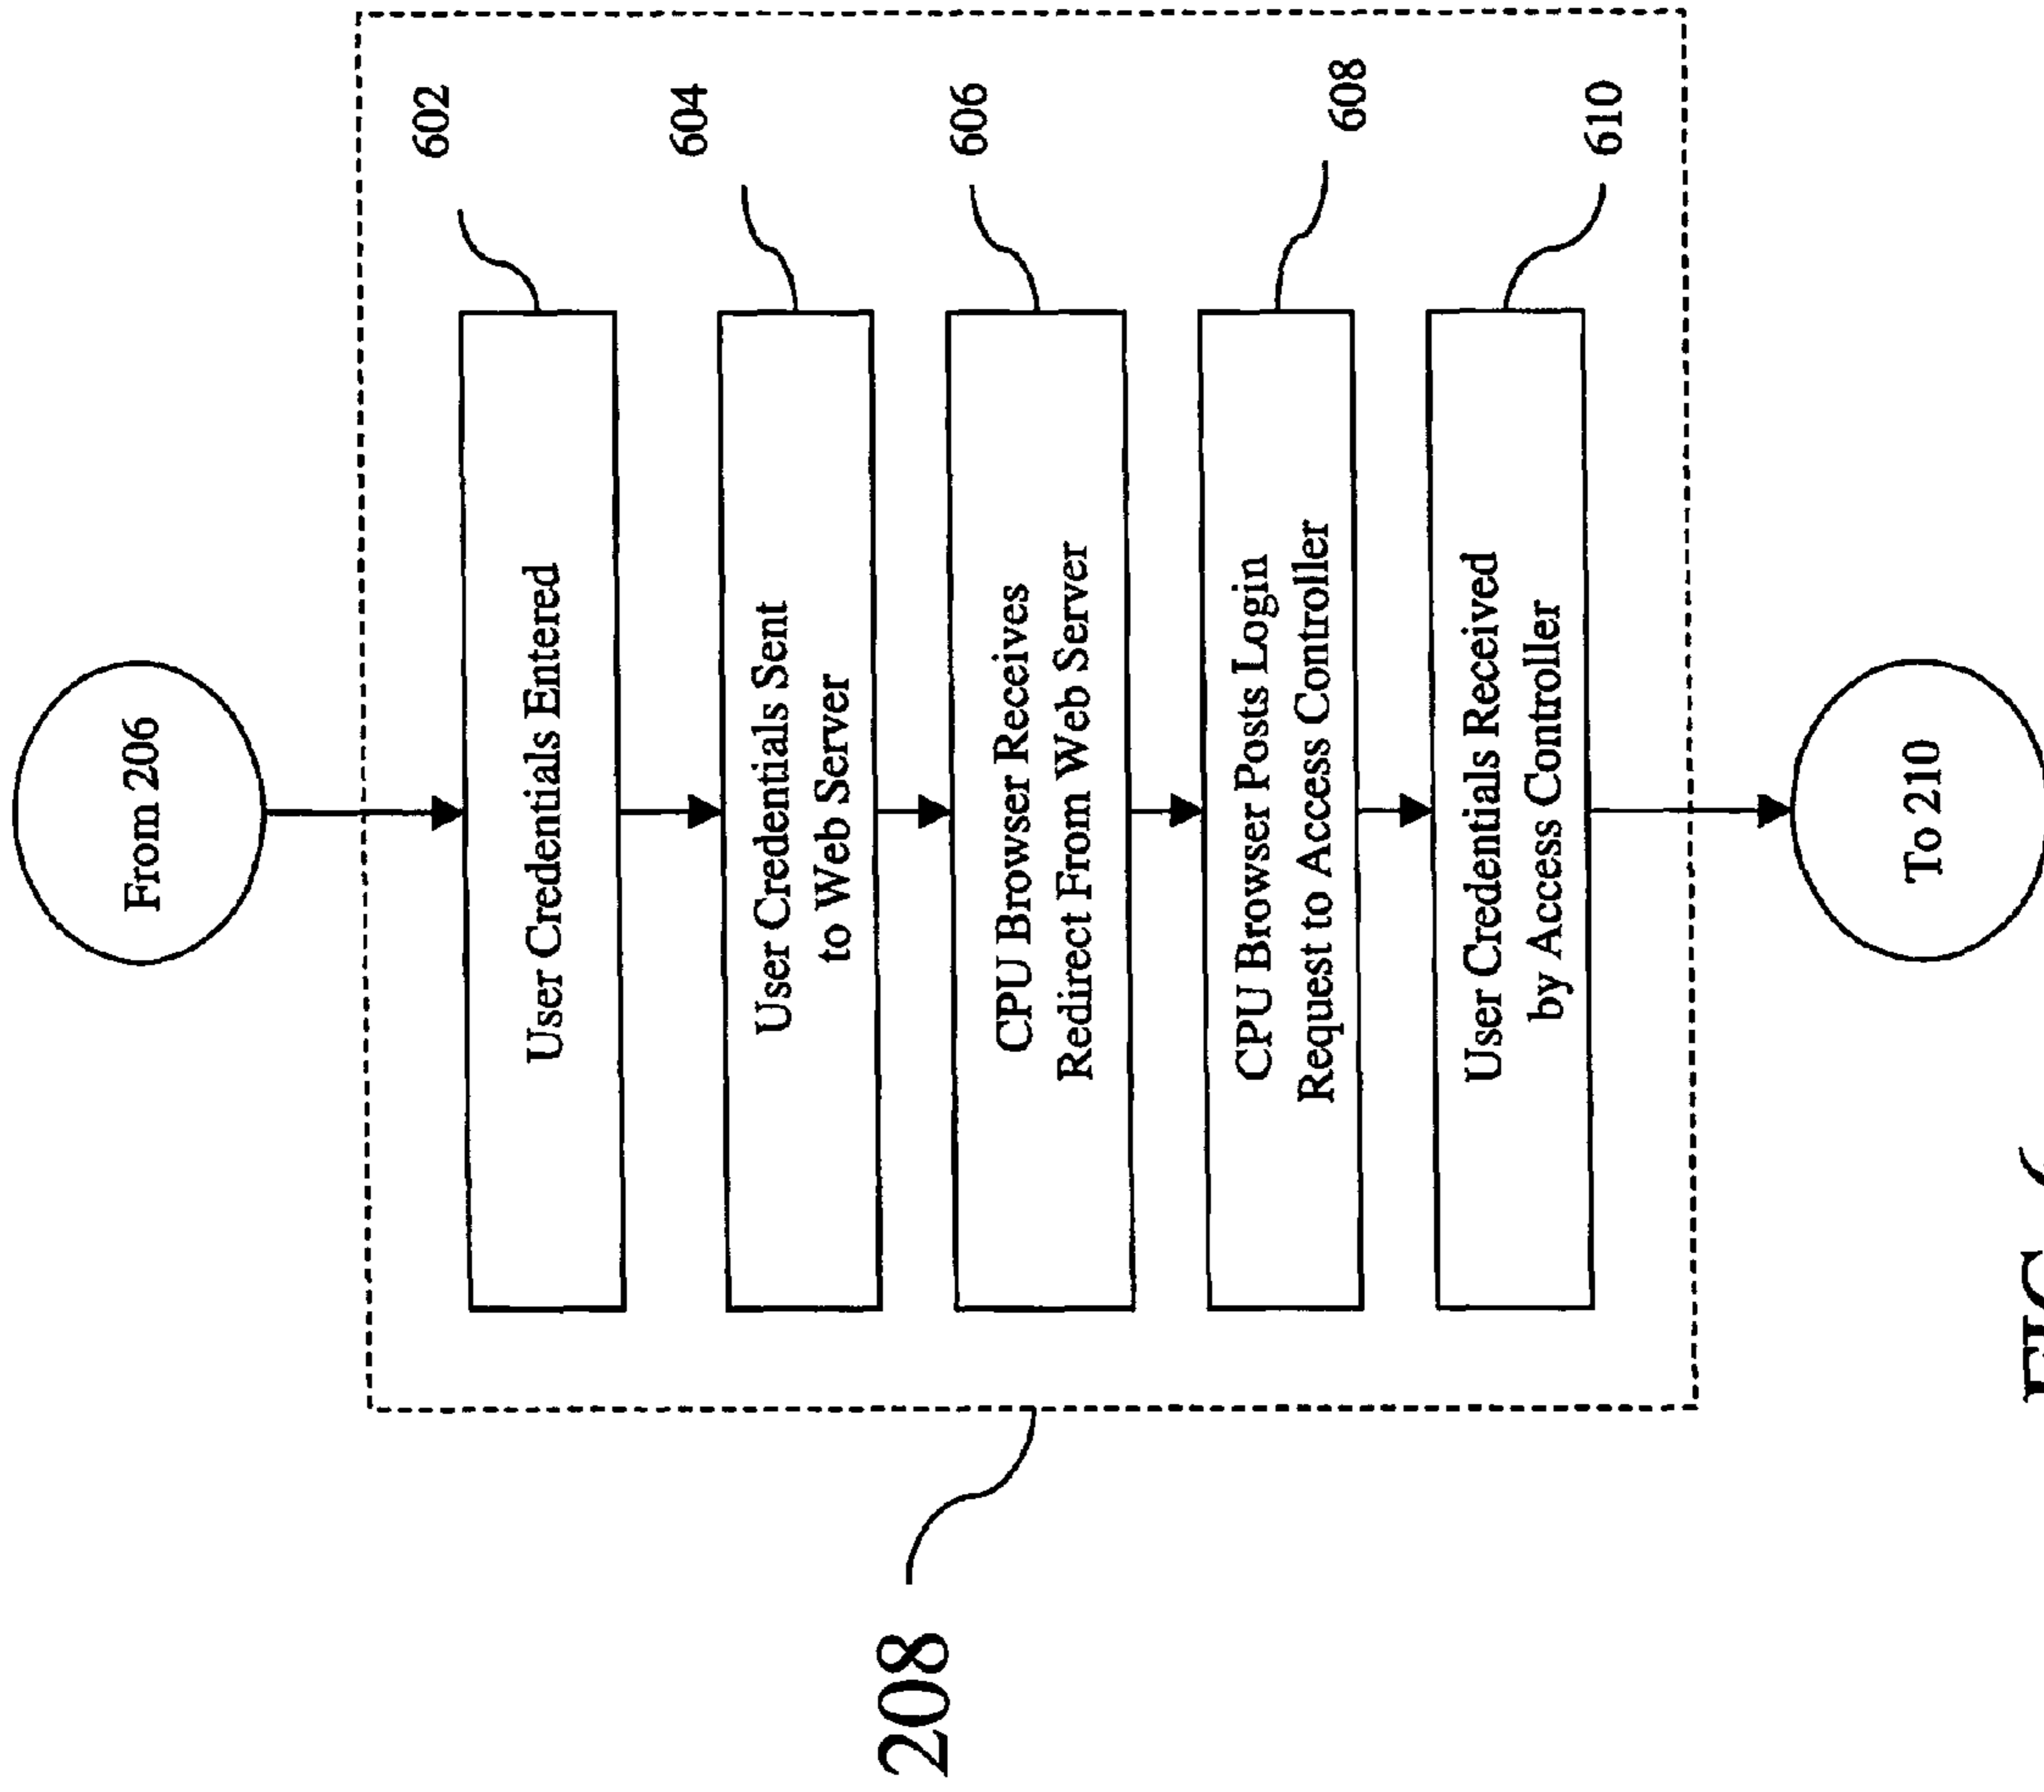 From 206
602
User Credentials Entered
604
User Credentials Sent
to Web Server
606
CPU Browser Receives
Redirect From Web Server
608
CPU Browser Posts Login
Request to Access Controller
610
User Credentials Received
by Access Controller
208
To 210